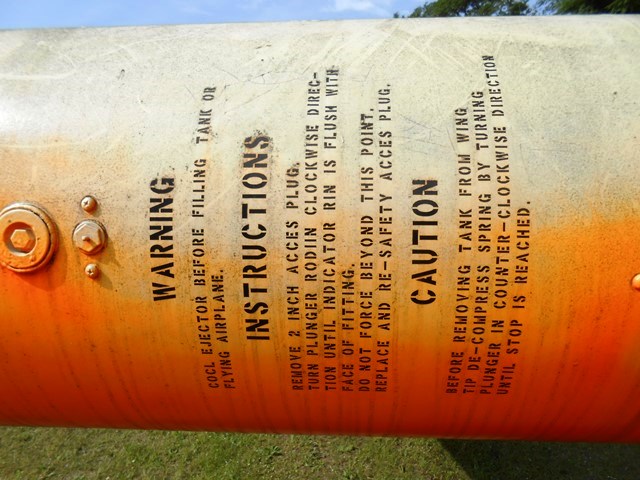 WARNING
COCL EJECTOR BEFORE FILLING TANK OR
FLYING AIRPLANE.
INSTRUCTIONS
REMOVE 2 INCH ACCES PLUG.
TURN PLUNGER RODIIN CLOCKWISE DIREC-
TION UNTIL INDICATOR RIN IS FLUSH WITH
FACE OF FITTING.
DO NOT FORCE BEYOND THIS POINT.
REPLACE AND RE-SAFETY ACCES PLUG.
CAUTION
BEFORE REMOVING TANK FROM WING
TIP DE-COMPRESS SPRING BY TURNING
PLUNGER IN COUNTER-CLOCKWISE DIRECTION
UNTIL STOP IS REACHED.